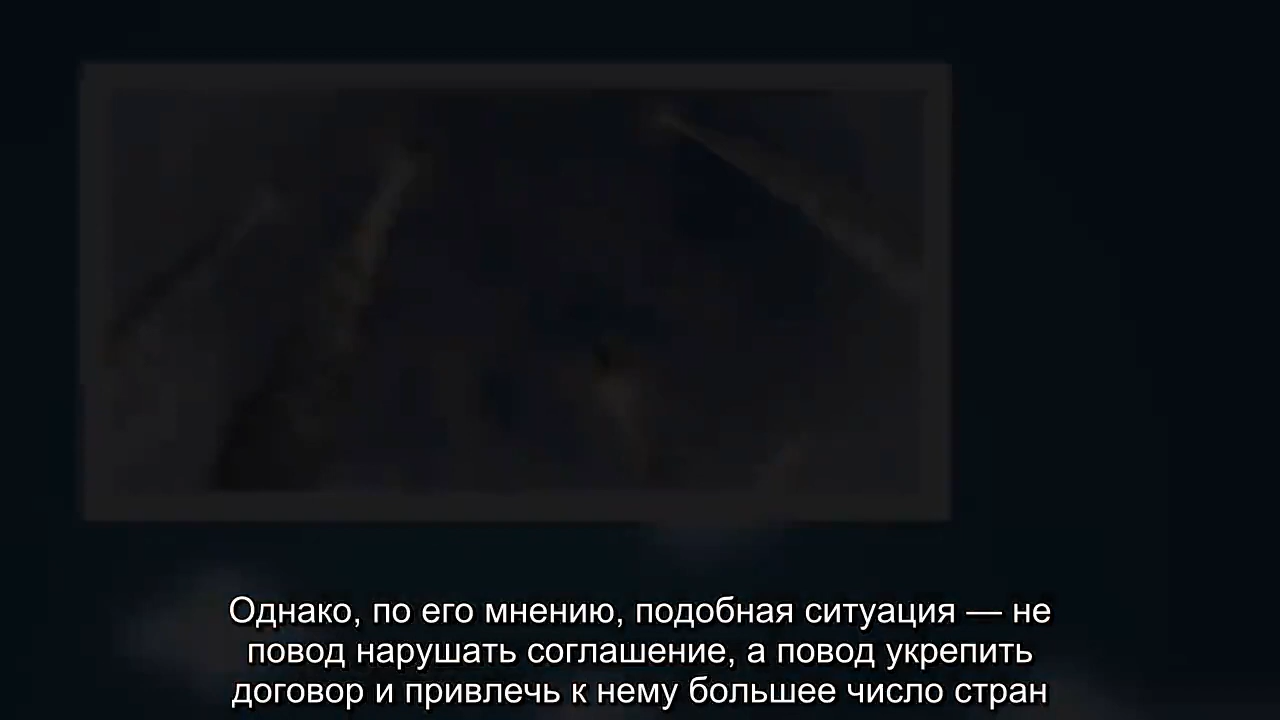 Однако, по его мнению, подобная ситуация — не
повод нарушать соглашение, а повод укрепить
договор и привлечь к нему большее число стран